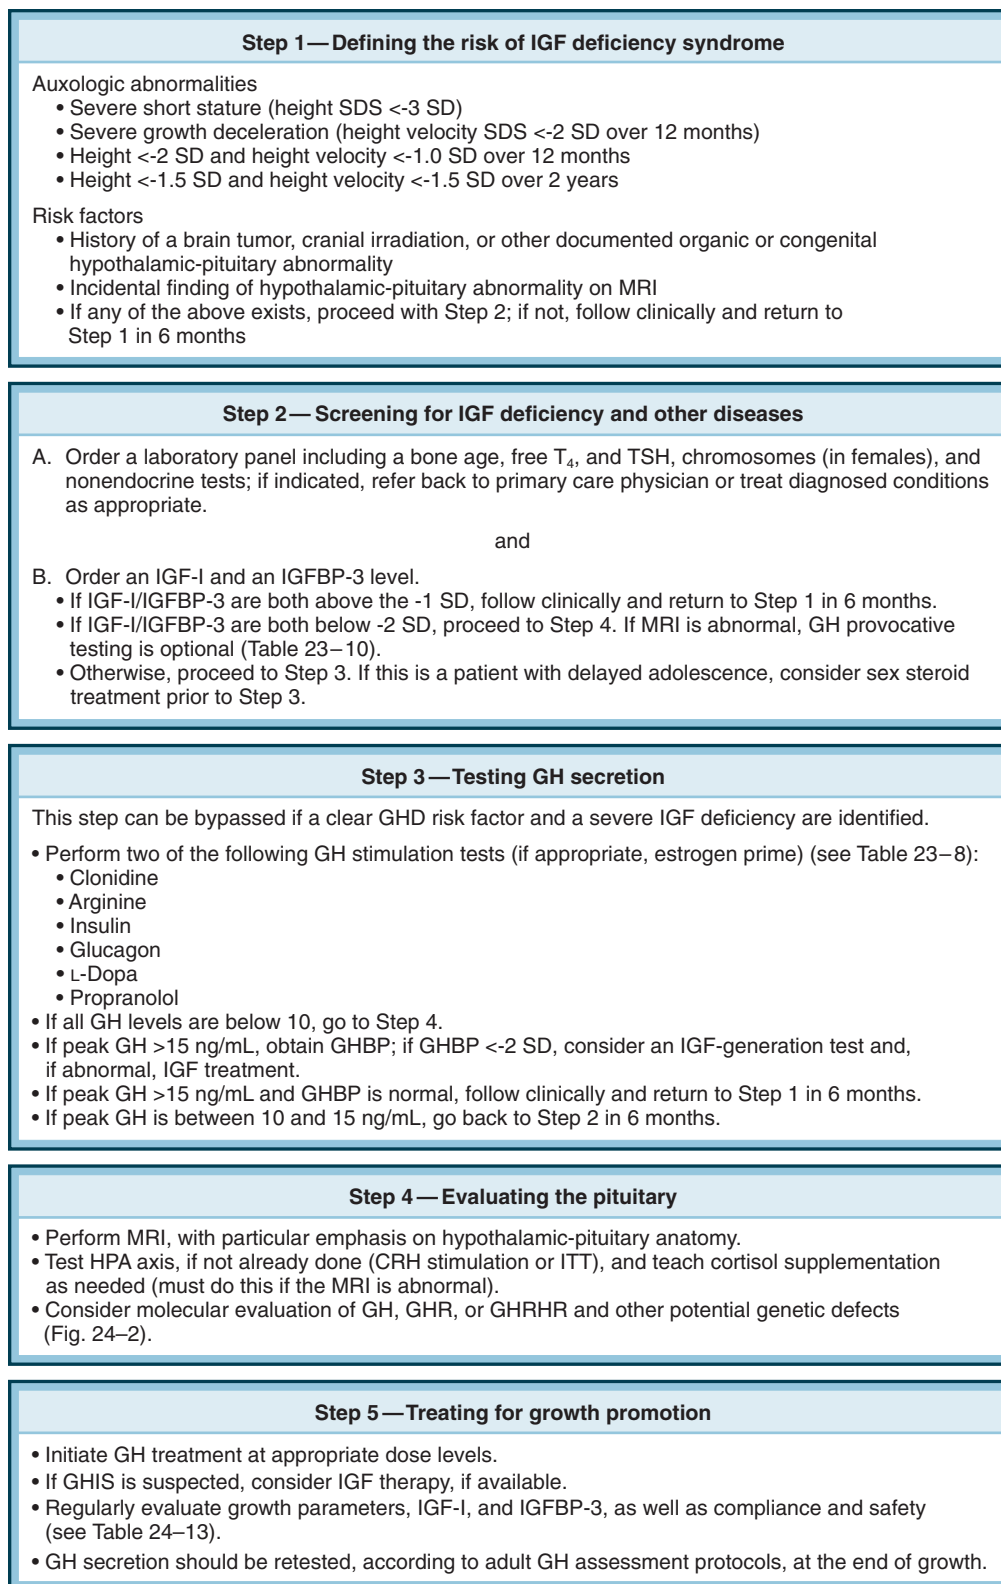 Step 1—Defining the risk of IGF deficiency syndrome
Auxologic abnormalities
• Severe short stature (height SDS <-3 SD)
• Severe growth deceleration (height velocity SDS <-2 SD over 12 months)
• Height <-2 SD and height velocity <-1.0 SD over 12 months
• Height <-1.5 SD and height velocity <-1.5 SD over 2 years
Risk factors
• History of a brain tumor, cranial irradiation, or other documented organic or congenital
hypothalamic-pituitary abnormality
• Incidental finding of hypothalamic-pituitary abnormality on MRI
• If any of the above exists, proceed with Step 2; if not, follow clinically and return to
Step 1 in 6 months
Step 2—Screening for IGF deficiency and other diseases
A. Order a laboratory panel including a bone age, free T₄, and TSH, chromosomes (in females), and
nonendocrine tests; if indicated, refer back to primary care physician or treat diagnosed conditions
as appropriate.
and
B. Order an IGF-I and an IGFBP-3 level.
• If IGF-I/IGFBP-3 are both above the -1 SD, follow clinically and return to Step 1 in 6 months.
• If IGF-I/IGFBP-3 are both below -2 SD, proceed to Step 4. If MRI is abnormal, GH provocative
testing is optional (Table 23–10).
• Otherwise, proceed to Step 3. If this is a patient with delayed adolescence, consider sex steroid
treatment prior to Step 3.
Step 3—Testing GH secretion
This step can be bypassed if a clear GHD risk factor and a severe IGF deficiency are identified.
• Perform two of the following GH stimulation tests (if appropriate, estrogen prime) (see Table 23–8):
• Clonidine
• Arginine
• Insulin
• Glucagon
• L-Dopa
• Propranolol
• If all GH levels are below 10, go to Step 4.
• If peak GH >15 ng/mL, obtain GHBP; if GHBP <-2 SD, consider an IGF-generation test and,
if abnormal, IGF treatment.
• If peak GH >15 ng/mL and GHBP is normal, follow clinically and return to Step 1 in 6 months.
• If peak GH is between 10 and 15 ng/mL, go back to Step 2 in 6 months.
Step 4—Evaluating the pituitary
• Perform MRI, with particular emphasis on hypothalamic-pituitary anatomy.
• Test HPA axis, if not already done (CRH stimulation or ITT), and teach cortisol supplementation
as needed (must do this if the MRI is abnormal).
• Consider molecular evaluation of GH, GHR, or GHRHR and other potential genetic defects
(Fig. 24–2).
Step 5—Treating for growth promotion
• Initiate GH treatment at appropriate dose levels.
• If GHIS is suspected, consider IGF therapy, if available.
• Regularly evaluate growth parameters, IGF-I, and IGFBP-3, as well as compliance and safety
(see Table 24–13).
• GH secretion should be retested, according to adult GH assessment protocols, at the end of growth.